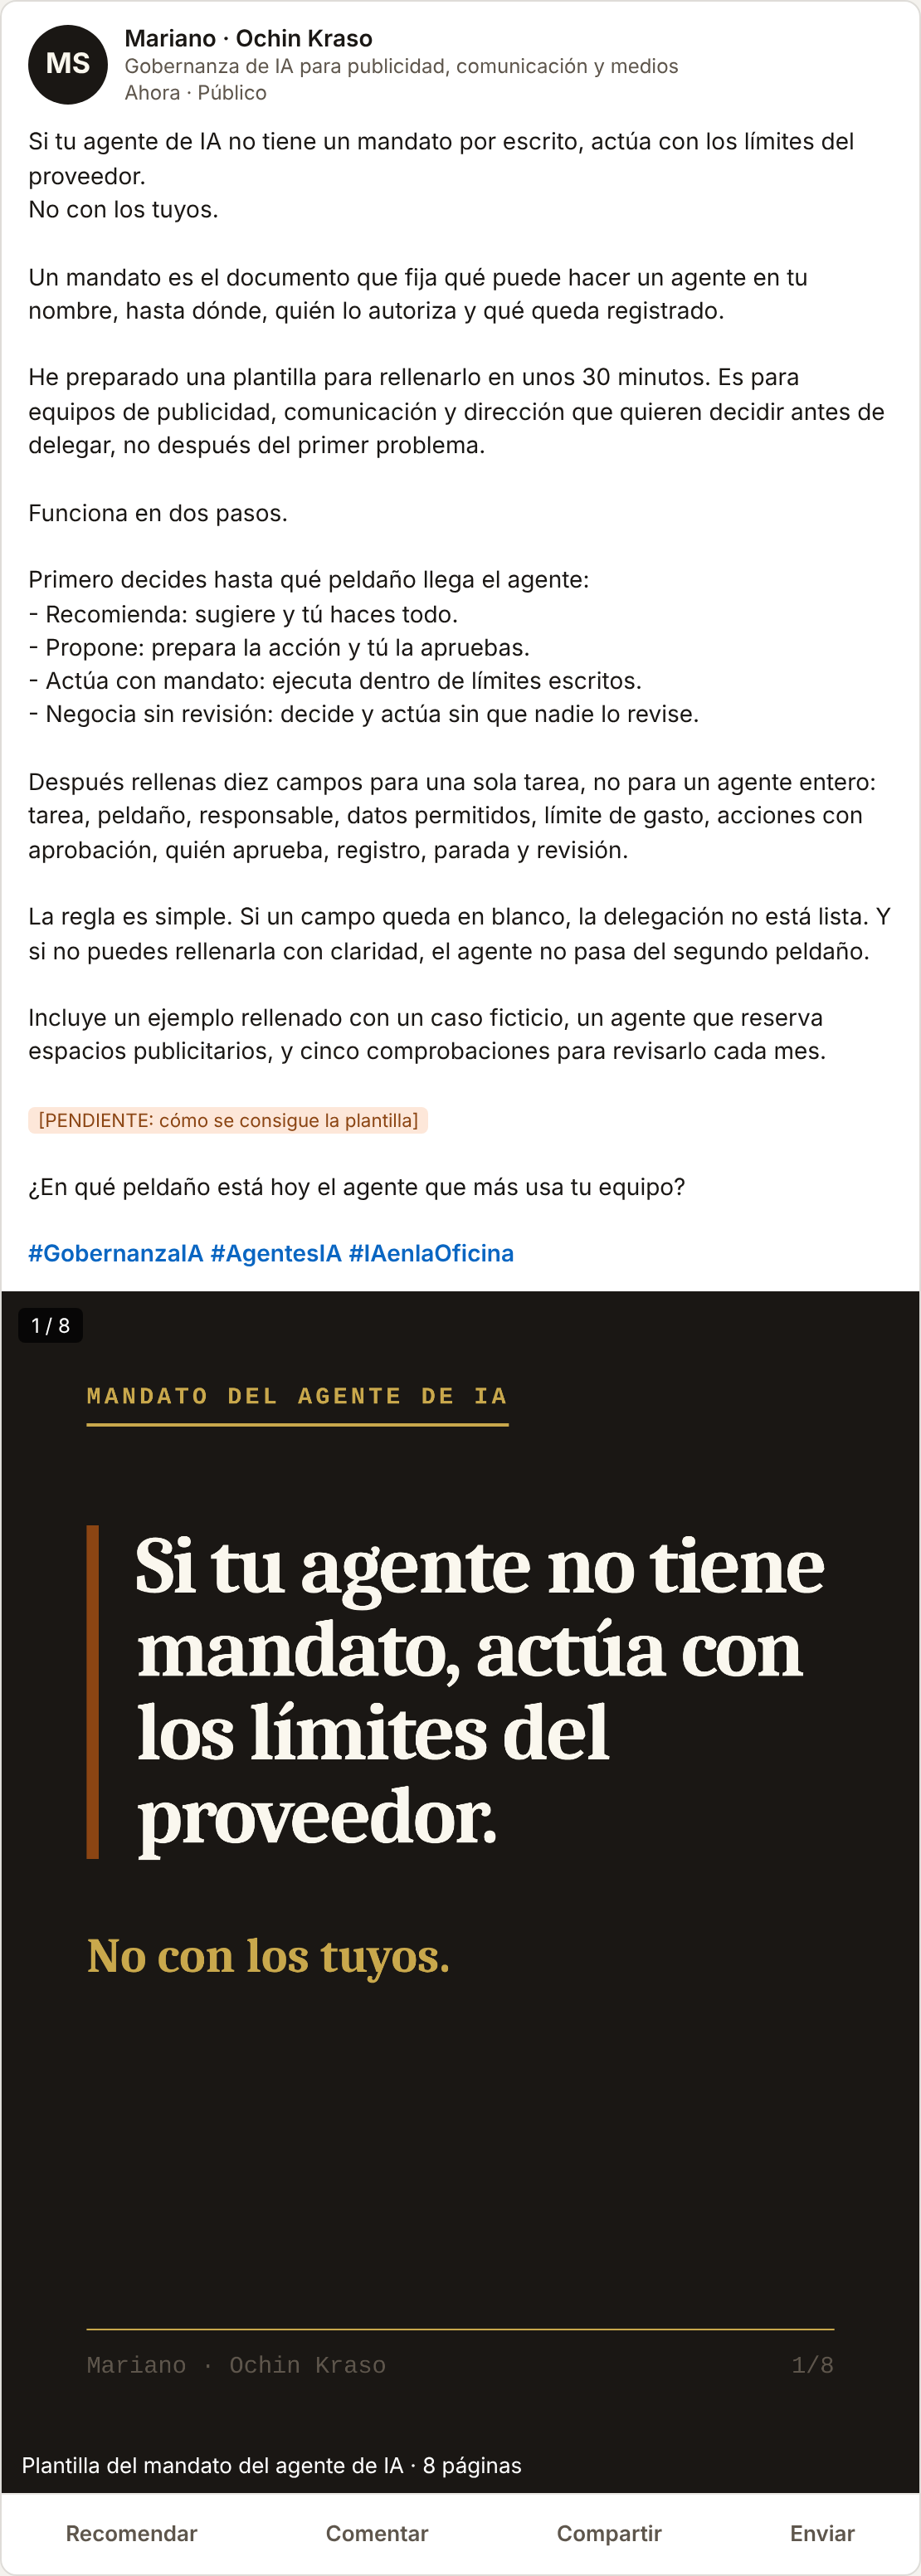 MS
Mariano · Ochin Kraso
Gobernanza de IA para publicidad, comunicación y medios
Ahora · Público
Si tu agente de IA no tiene un mandato por escrito, actúa con los límites del
proveedor.
No con los tuyos.
Un mandato es el documento que fija qué puede hacer un agente en tu
nombre, hasta dónde, quién lo autoriza y qué queda registrado.
He preparado una plantilla para rellenarlo en unos 30 minutos. Es para
equipos de publicidad, comunicación y dirección que quieren decidir antes de
delegar, no después del primer problema.
Funciona en dos pasos.
Primero decides hasta qué peldaño llega el agente:
- Recomienda: sugiere y tú haces todo.
- Propone: prepara la acción y tú la apruebas.
- Actúa con mandato: ejecuta dentro de límites escritos.
- Negocia sin revisión: decide y actúa sin que nadie lo revise.
Después rellenas diez campos para una sola tarea, no para un agente entero:
tarea, peldaño, responsable, datos permitidos, límite de gasto, acciones con
aprobación, quién aprueba, registro, parada y revisión.
La regla es simple. Si un campo queda en blanco, la delegación no está lista. Y
si no puedes rellenarla con claridad, el agente no pasa del segundo peldaño.
Incluye un ejemplo rellenado con un caso ficticio, un agente que reserva
espacios publicitarios, y cinco comprobaciones para revisarlo cada mes.
[PENDIENTE: cómo se consigue la plantilla]
¿En qué peldaño está hoy el agente que más usa tu equipo?
#GobernanzaIA #AgentesIA #IAenlaOficina
1 / 8
MANDATO DEL AGENTE DE IA
Si tu agente no tiene
mandato, actúa con
los límites del
proveedor.
No con los tuyos.
Mariano · Ochin Kraso 1/8
Plantilla del mandato del agente de IA · 8 páginas
Recomendar Comentar Compartir Enviar